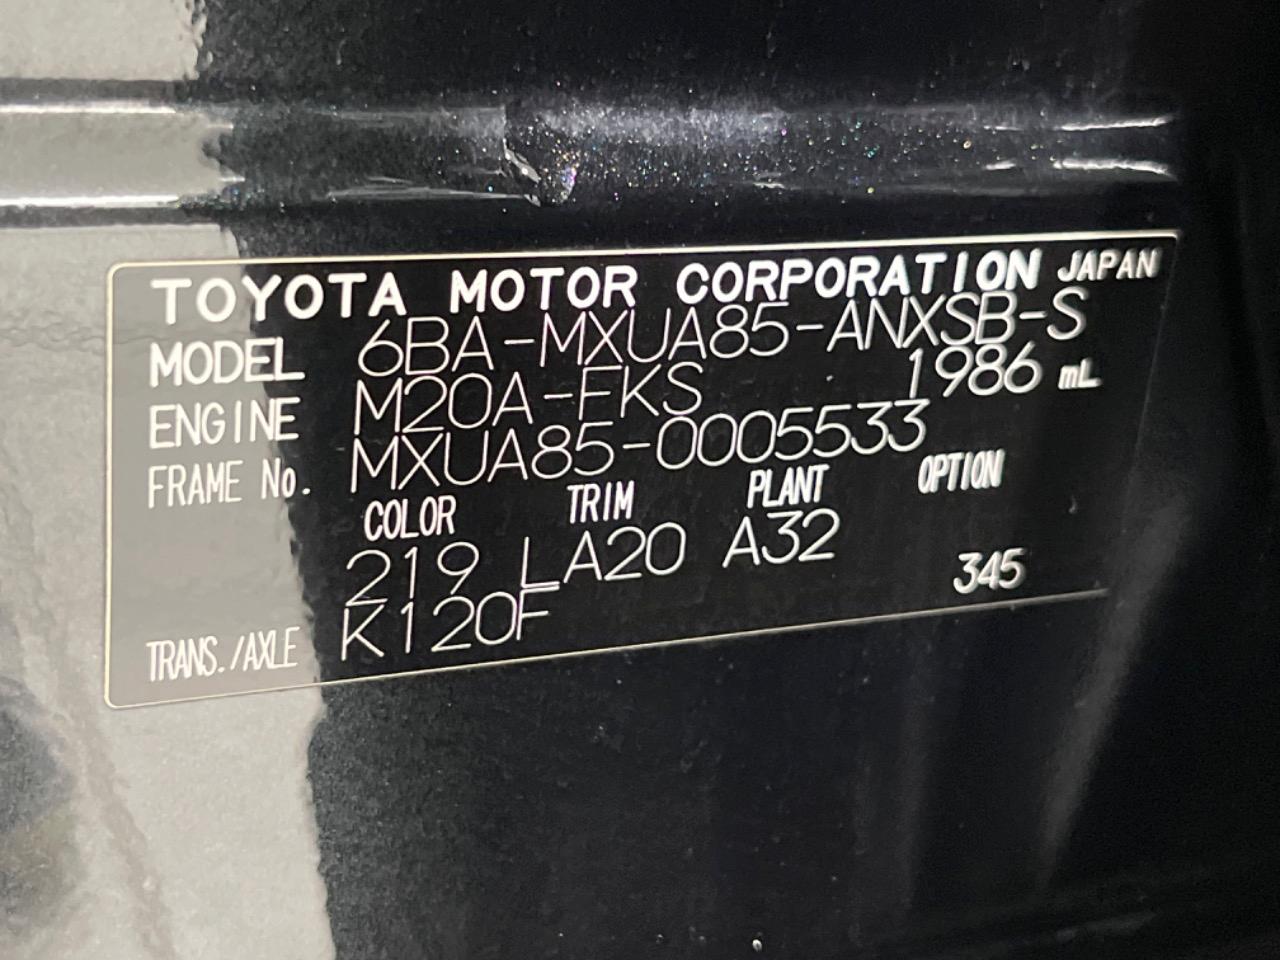 TOYOTA MOTOR CORPORATION JAPAN
MODEL 6BA-MXUA85-ANXSB-S
ENGINE M20A-FKS 1986 mL
FRAME No. MXUA85-0005533
COLOR TRIM PLANT OPTION
219 LA20 A32
TRANS./AXLE K120F 345